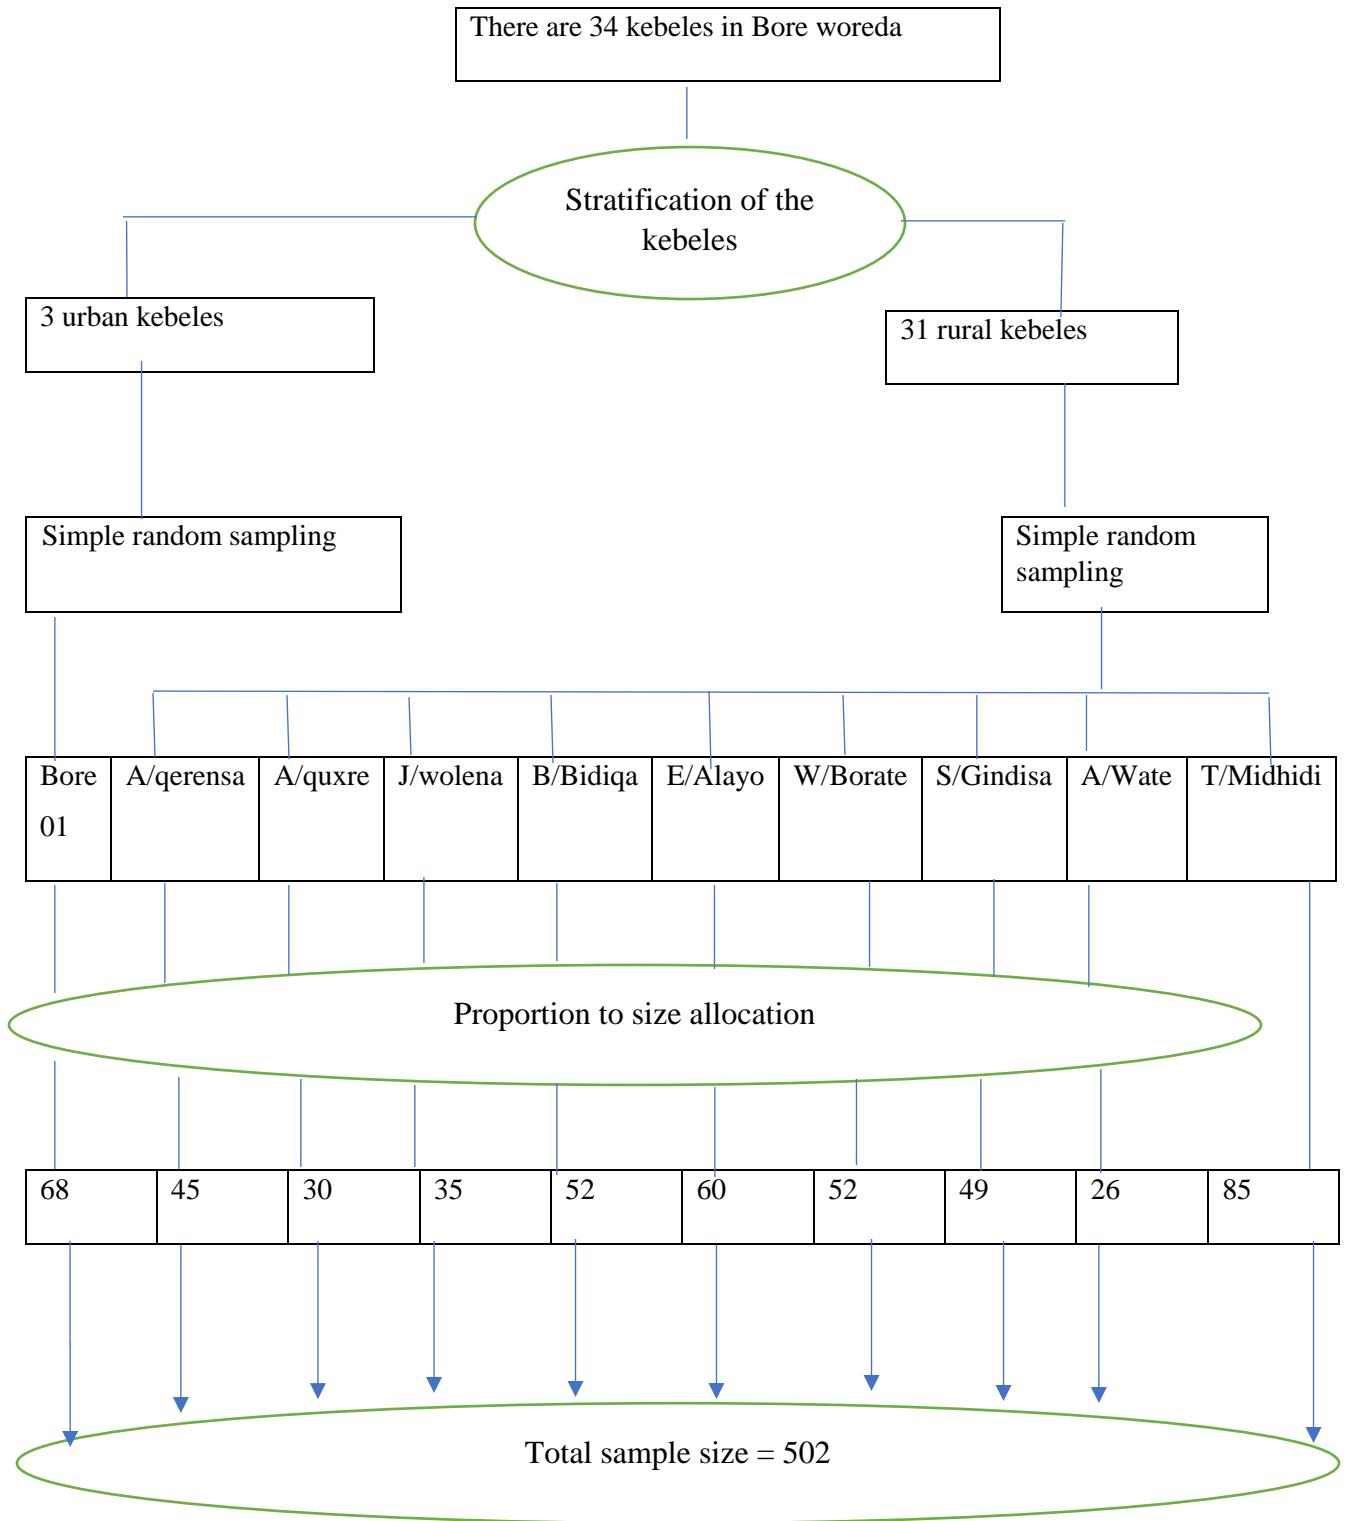 There are 34 kebeles in Bore woreda
Stratification of the
kebeles
3 urban kebeles
31 rural kebeles
Simple random sampling
Simple random
sampling
Bore
01
A/qerensa
A/quxre
J/wolena
B/Bidiqa
E/Alayo
W/Borate
S/Gindisa
A/Wate
T/Midhidi
Proportion to size allocation
68
45
30
35
52
60
52
49
26
85
Total sample size = 502